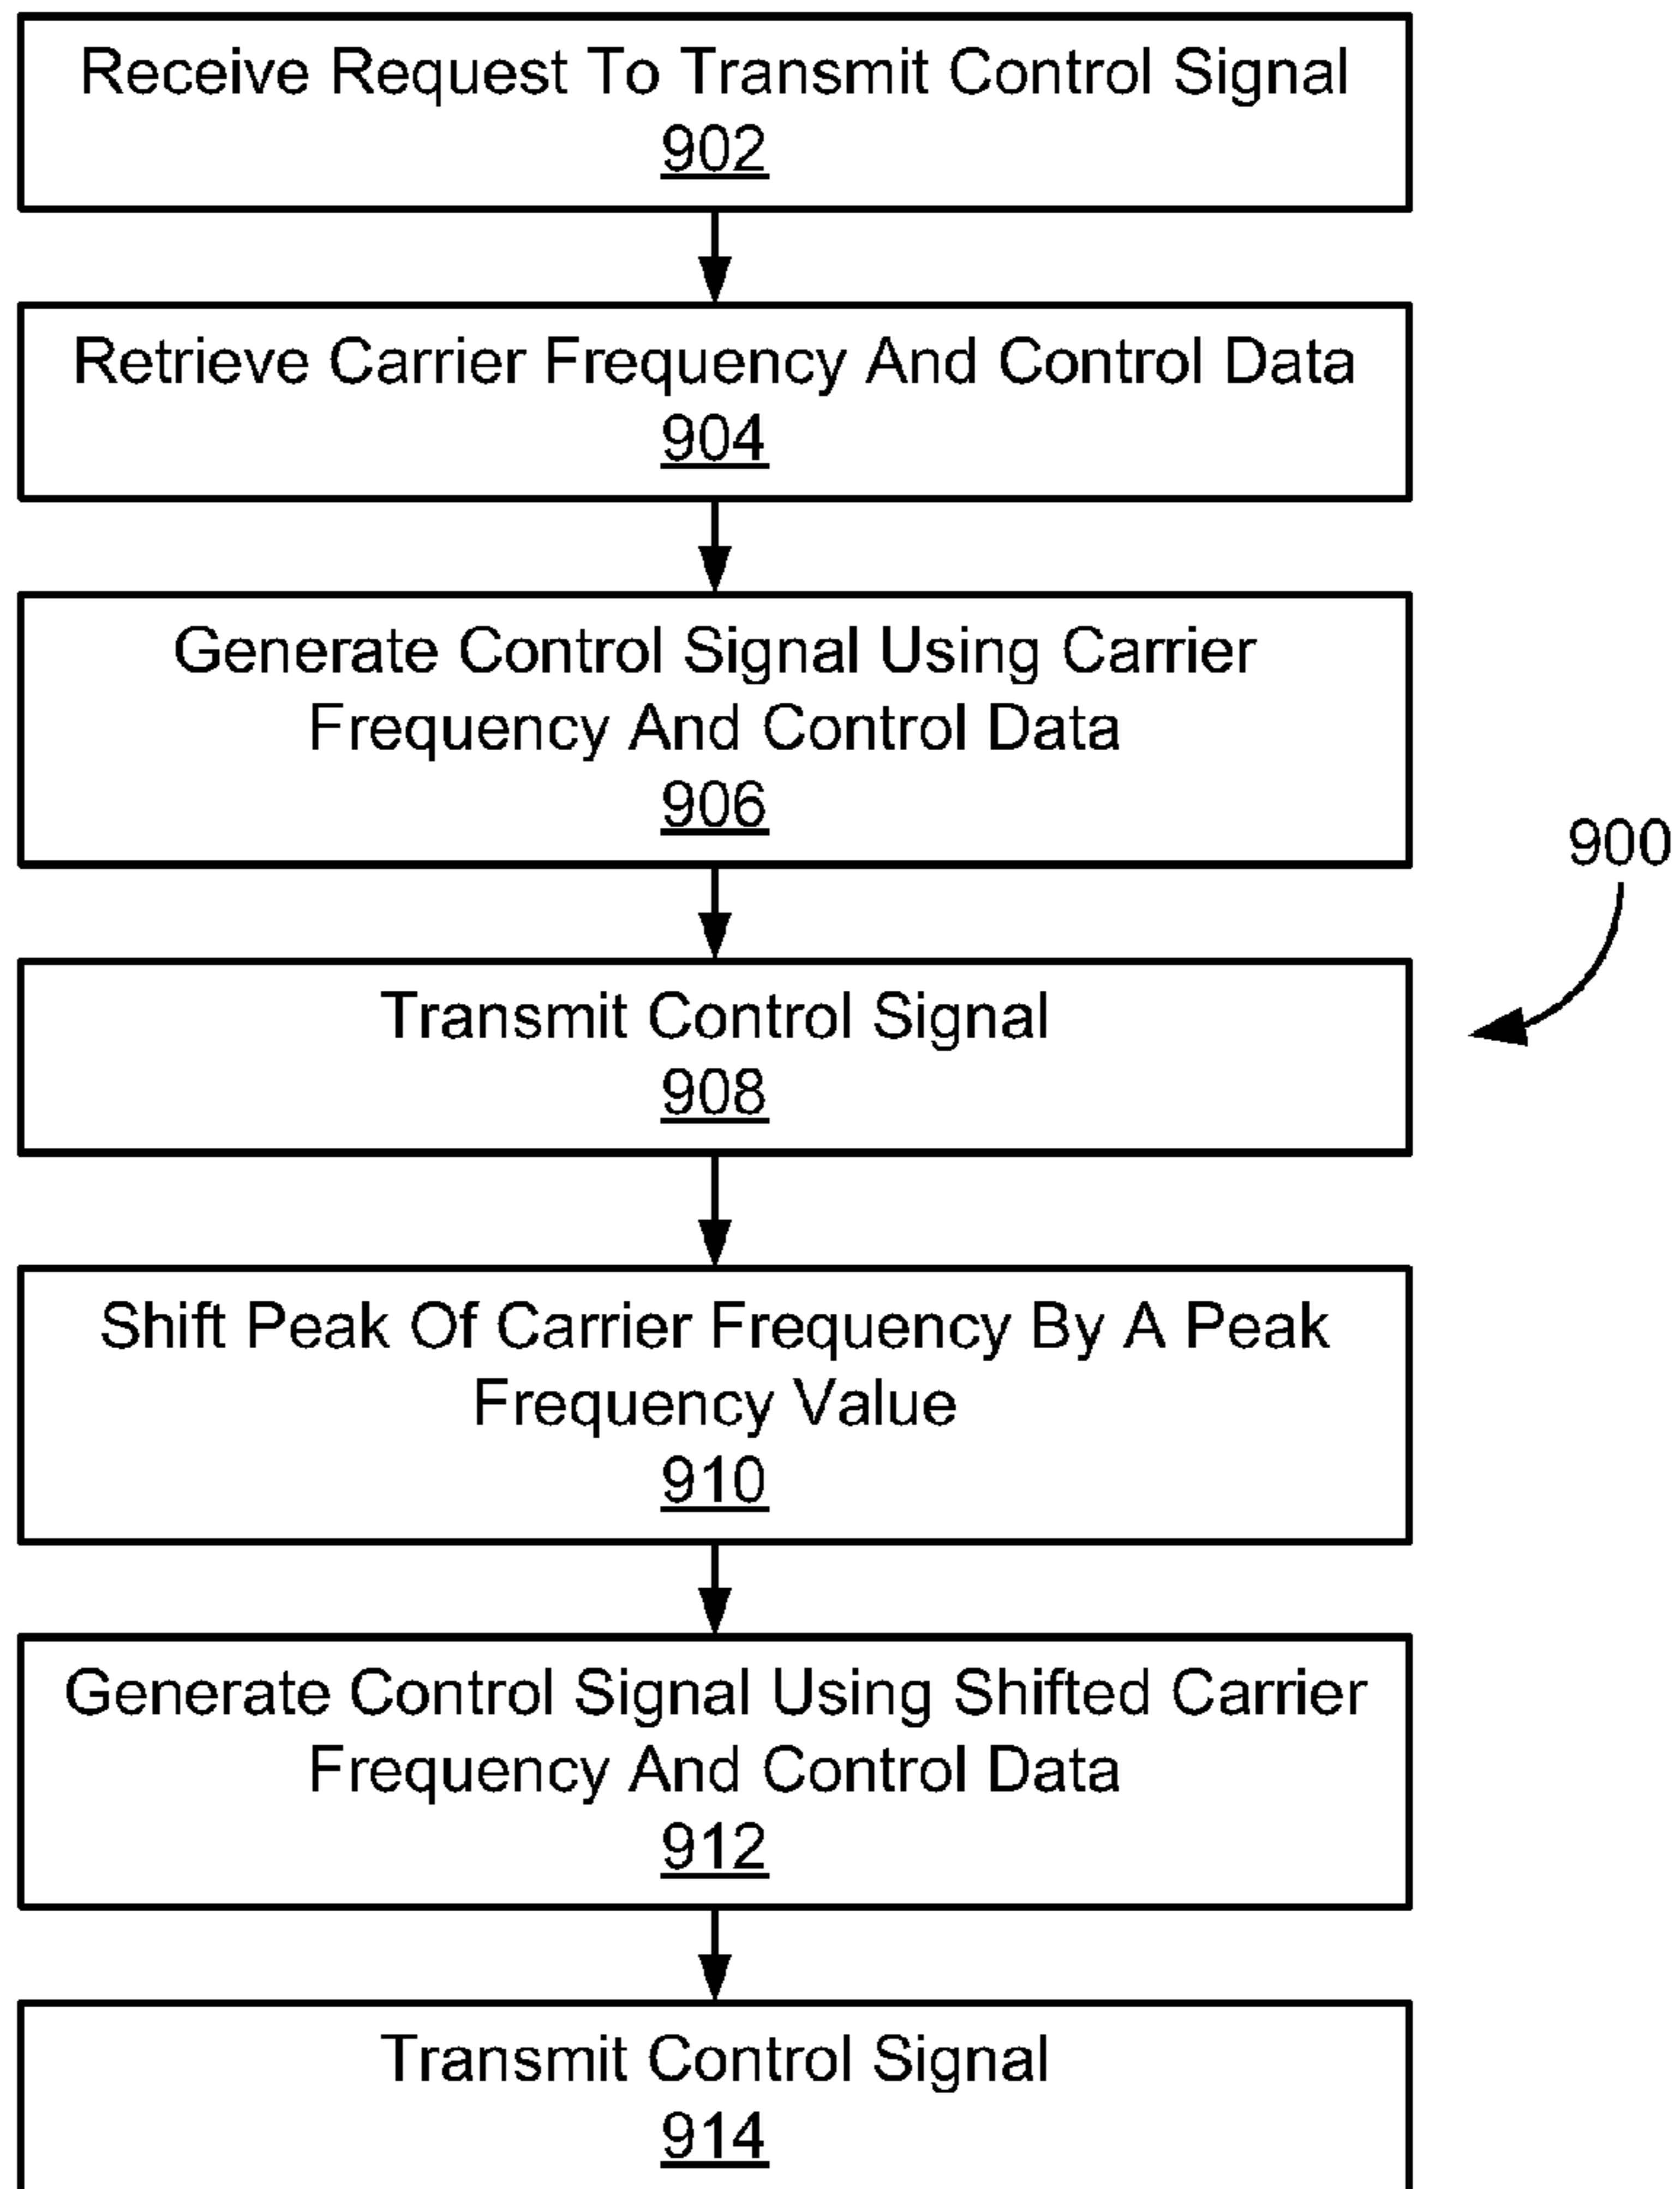 Receive Request To Transmit Control Signal
902
Retrieve Carrier Frequency And Control Data
904
Generate Control Signal Using Carrier
Frequency And Control Data
906
900
Transmit Control Signal
908
Shift Peak Of Carrier Frequency By A Peak
Frequency Value
910
Generate Control Signal Using Shifted Carrier
Frequency And Control Data
912
Transmit Control Signal
914